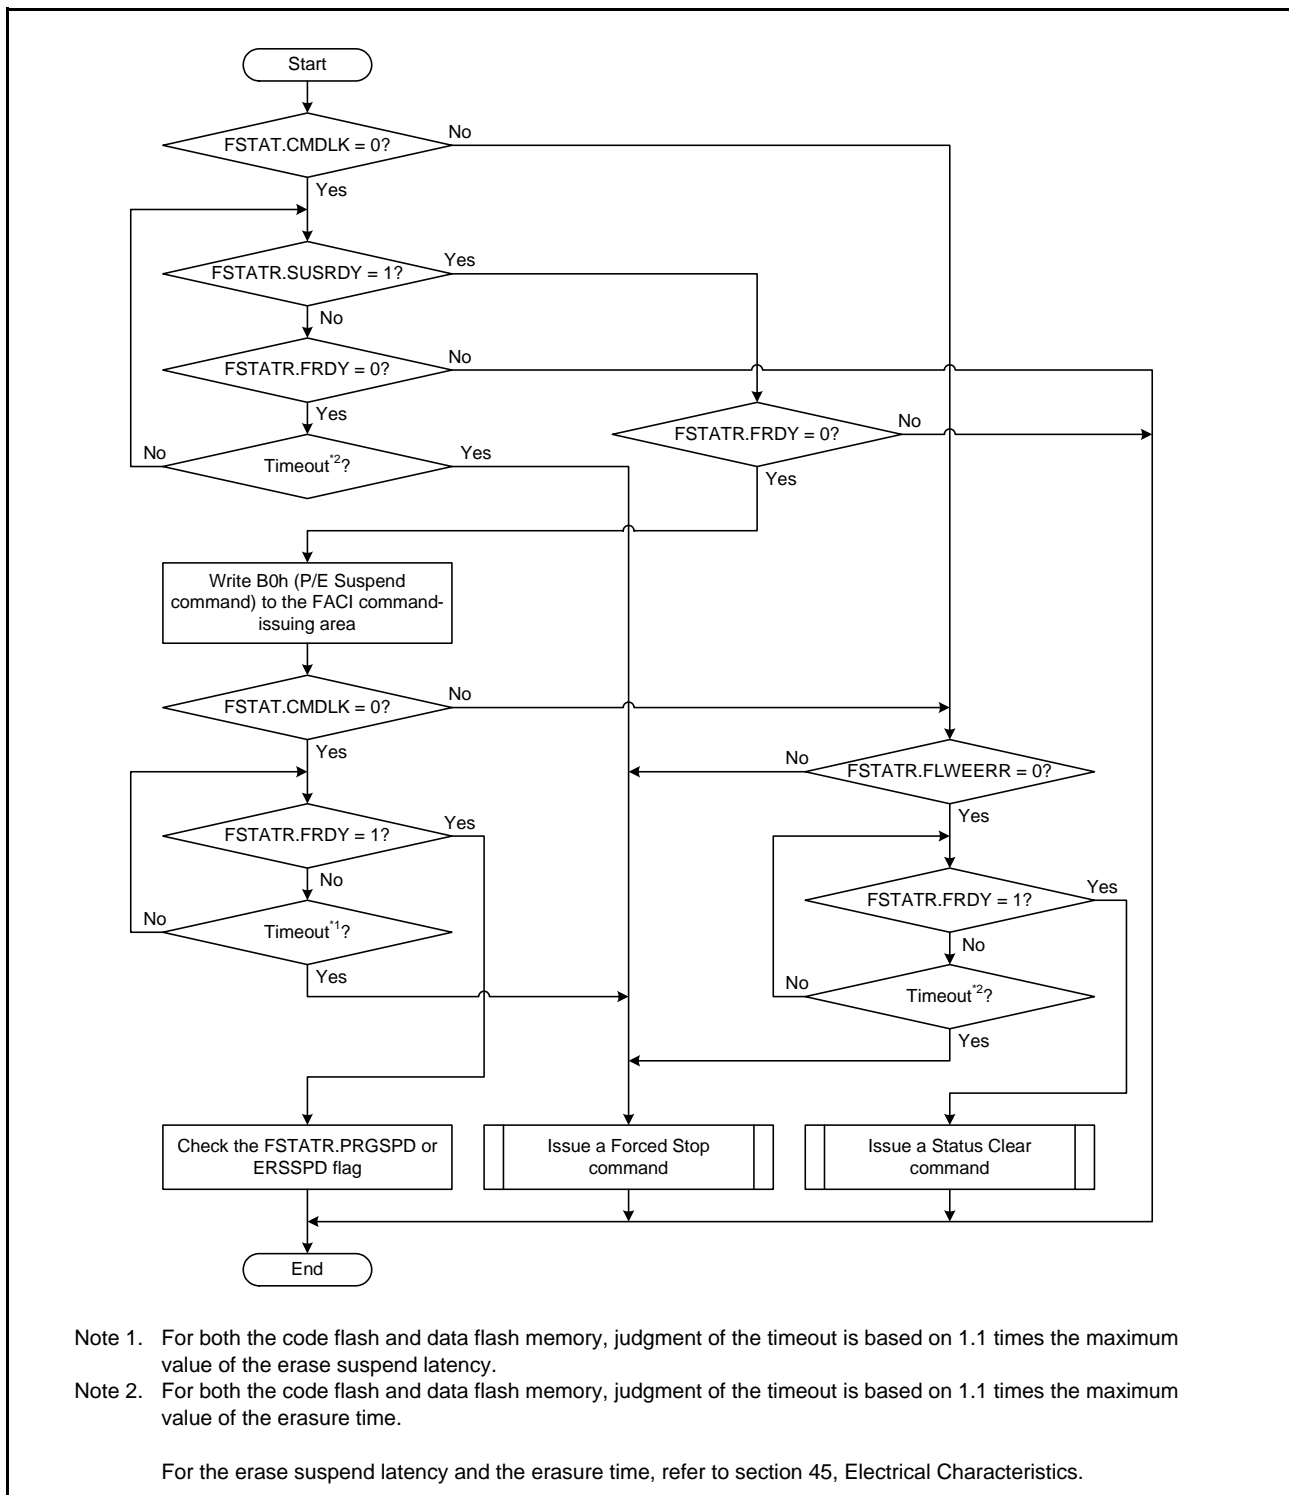 Start
FSTAT.CMDLK = 0?
No
Yes
FSTATR.SUSRDY = 1?
Yes
No
FSTATR.FRDY = 0?
No
Yes
FSTATR.FRDY = 0?
No
Yes
Timeout*2?
No
Yes
Write B0h (P/E Suspend
command) to the FACI command-
issuing area
FSTAT.CMDLK = 0?
No
Yes
FSTATR.FLWEERR = 0?
No
Yes
FSTATR.FRDY = 1?
Yes
No
FSTATR.FRDY = 1?
Yes
No
Timeout*1?
No
Yes
Timeout*2?
No
Yes
Check the FSTATR.PRGSPD or
ERSSPD flag
Issue a Forced Stop
command
Issue a Status Clear
command
End
Note 1. For both the code flash and data flash memory, judgment of the timeout is based on 1.1 times the maximum
value of the erase suspend latency.
Note 2. For both the code flash and data flash memory, judgment of the timeout is based on 1.1 times the maximum
value of the erasure time.
For the erase suspend latency and the erasure time, refer to section 45, Electrical Characteristics.